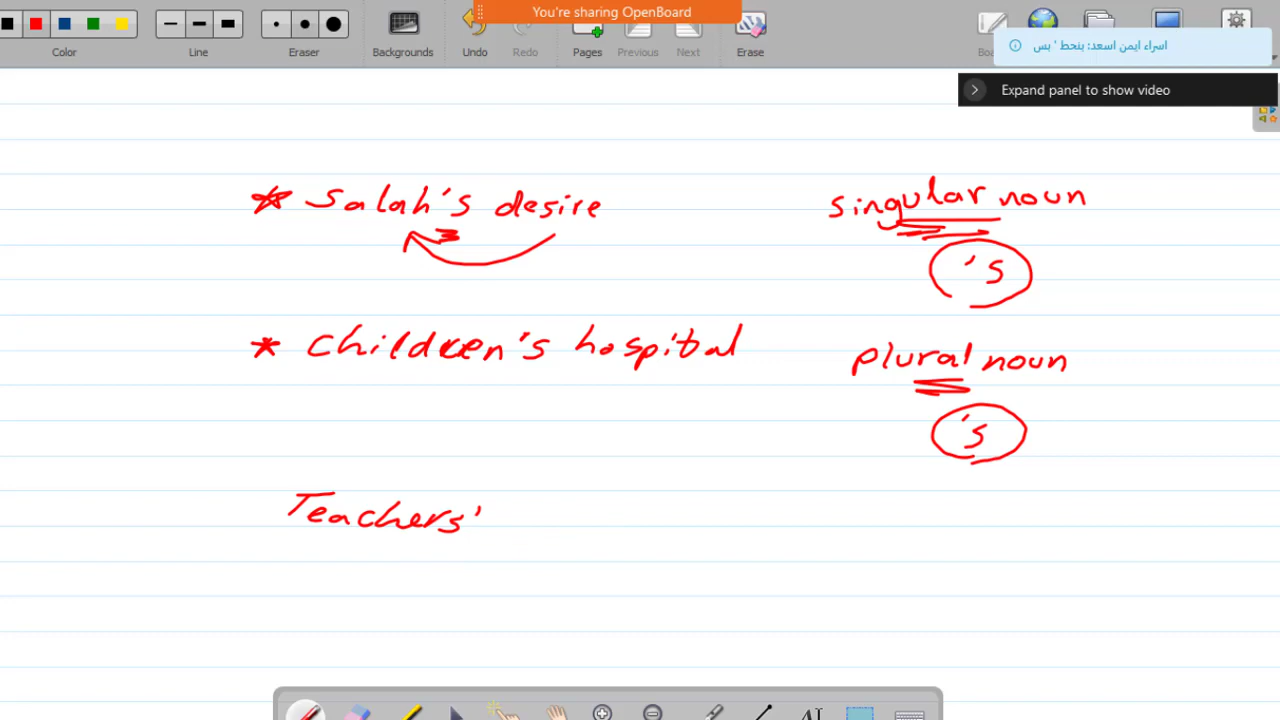 You're sharing OpenBoard
Color
Line
Eraser
Backgrounds
Undo
Redo
Pages
Previous
Next
Erase
اسراء ايمن اسعد: بنحط ' بس
Expand panel to show video
* Salah's desire
singular noun
's
* children's hospital
plural noun
's
Teachers'